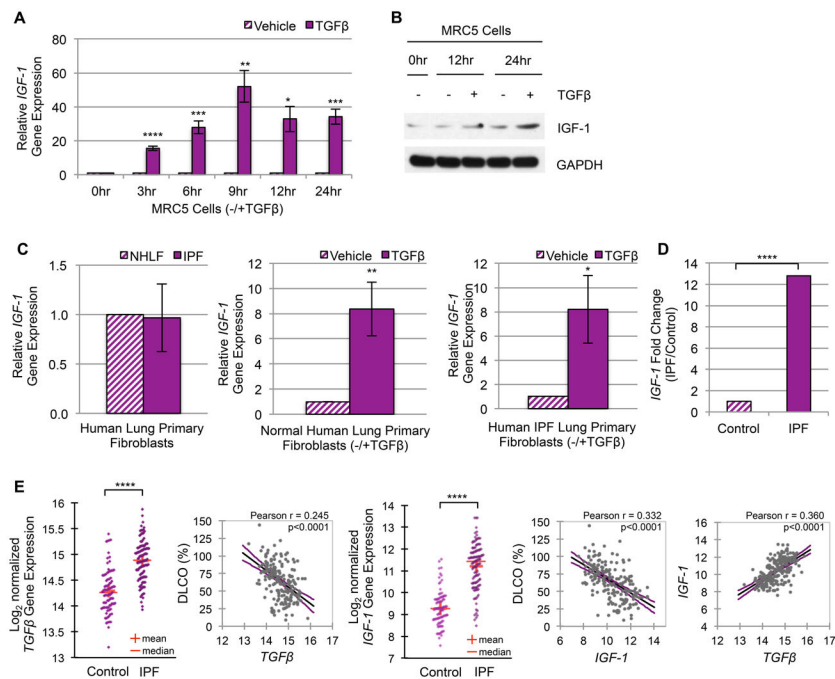 A
Vehicle TGFβ
Relative IGF-1
Gene Expression
80
60
40
20
0
**** *** ** * ***
0hr 3hr 6hr 9hr 12hr 24hr
MRC5 Cells (-/+TGFβ)
B
MRC5 Cells
0hr 12hr 24hr
- - + - + TGFβ
IGF-1
GAPDH
C
NHLF IPF
Relative IGF-1
Gene Expression
1.5
1.0
0.5
0.0
Human Lung Primary
Fibroblasts
Vehicle TGFβ
Relative IGF-1
Gene Expression
12
10
8
6
4
2
0
**
Normal Human Lung Primary
Fibroblasts (-/+TGFβ)
Vehicle TGFβ
Relative IGF-1
Gene Expression
12
10
8
6
4
2
0
*
Human IPF Lung Primary
Fibroblasts (-/+TGFβ)
D
****
IGF-1 Fold Change
(IPF/Control)
14
12
10
8
6
4
2
0
Control IPF
E
****
Log2 normalized
TGFβ Gene Expression
16
15.5
15
14.5
14
13.5
13
mean
median
Control IPF
Pearson r = 0.245
p<0.0001
DLCO (%)
150
125
100
75
50
25
0
12 13 14 15 16 17
TGFβ
****
Log2 normalized
IGF-1 Gene Expression
14
13
12
11
10
9
8
7
mean
median
Control IPF
Pearson r = 0.332
p<0.0001
DLCO (%)
150
125
100
75
50
25
0
6 8 10 12 14
IGF-1
Pearson r = 0.360
p<0.0001
IGF-1
16
14
12
10
8
6
12 13 14 15 16 17
TGFβ